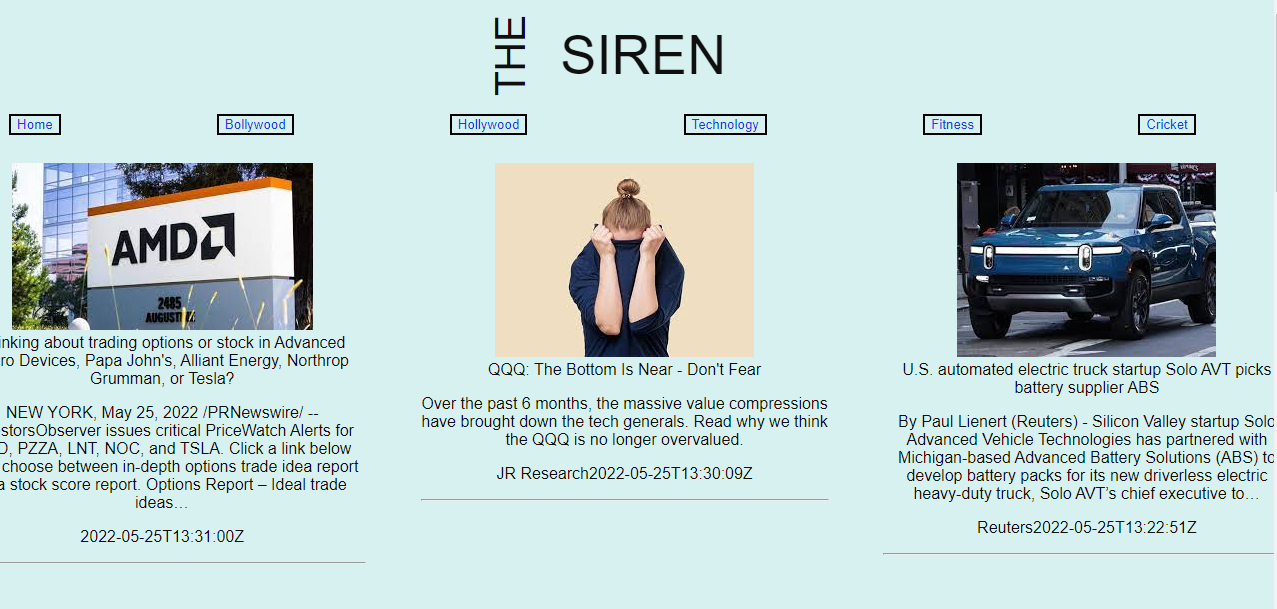 THE SIREN
Home
Bollywood
Hollywood
Technology
Fitness
Cricket
AMD
2485
inking about trading options or stock in Advanced
ro Devices, Papa John's, Alliant Energy, Northrop
Grumman, or Tesla?
NEW YORK, May 25, 2022 /PRNewswire/ --
storsObserver issues critical PriceWatch Alerts for
D, PZZA, LNT, NOC, and TSLA. Click a link below
choose between in-depth options trade idea report
a stock score report. Options Report – Ideal trade
ideas…
2022-05-25T13:31:00Z
QQQ: The Bottom Is Near - Don't Fear
Over the past 6 months, the massive value compressions
have brought down the tech generals. Read why we think
the QQQ is no longer overvalued.
JR Research2022-05-25T13:30:09Z
U.S. automated electric truck startup Solo AVT picks
battery supplier ABS
By Paul Lienert (Reuters) - Silicon Valley startup Solo
Advanced Vehicle Technologies has partnered with
Michigan-based Advanced Battery Solutions (ABS) to
develop battery packs for its new driverless electric
heavy-duty truck, Solo AVT’s chief executive to…
Reuters2022-05-25T13:22:51Z